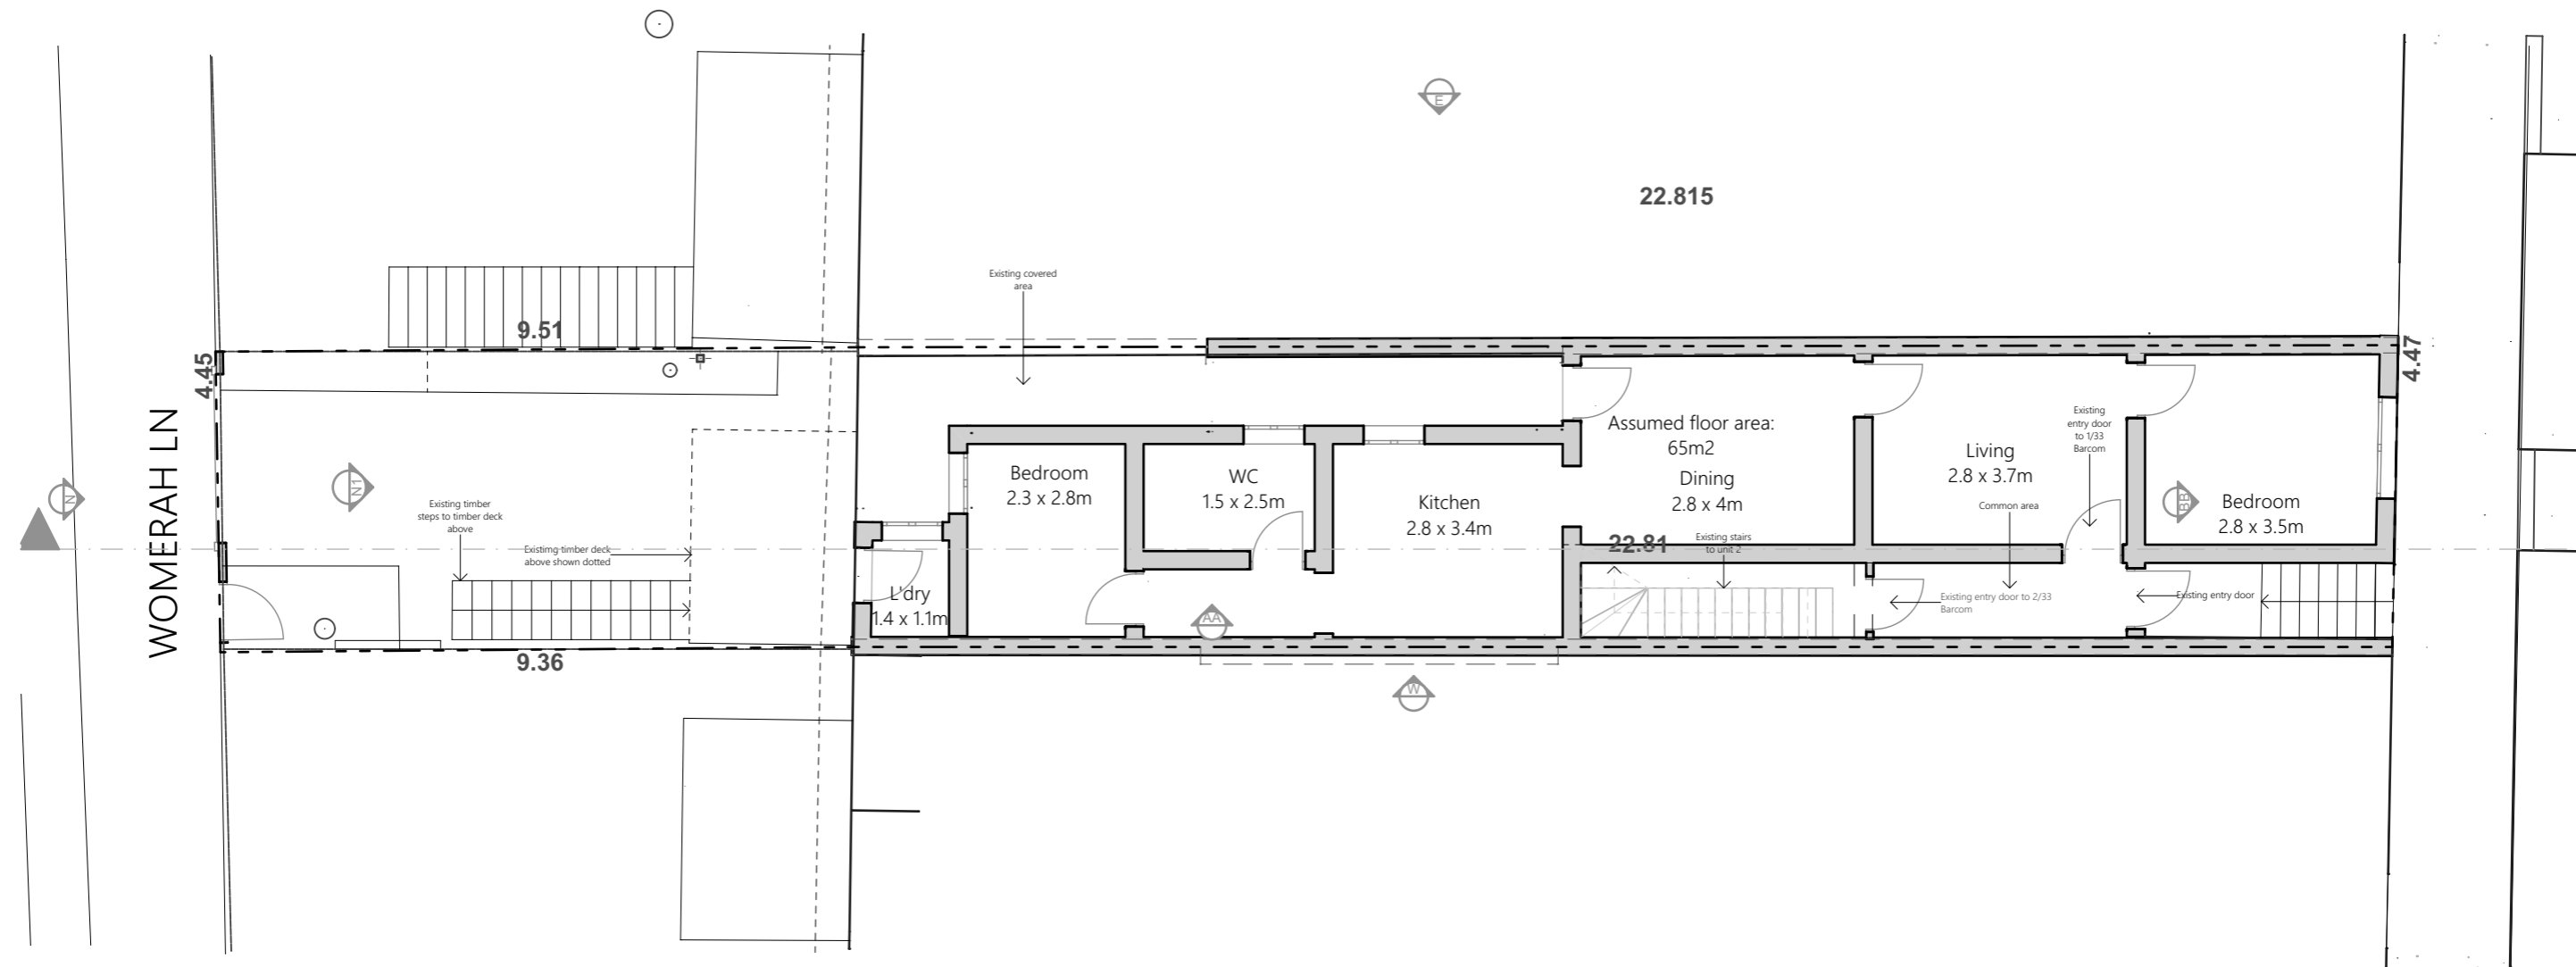 E
22.815
Existing covered
area
9.51
4.45
4.47
WOMERAH LN
N
N1
Existing timber
steps to timber deck
above
Existimg timber deck
above shown dotted
Bedroom
2.3 x 2.8m
WC
1.5 x 2.5m
Kitchen
2.8 x 3.4m
Assumed floor area:
65m2
Dining
2.8 x 4m
Living
2.8 x 3.7m
Existing
entry door
to 1/33
Barcom
Common area
BB
Bedroom
2.8 x 3.5m
22.81
Existing stairs
to unit 2
L'dry
1.4 x 1.1m
AA
Existing entry door to 2/33
Barcom
Existing entry door
9.36
W